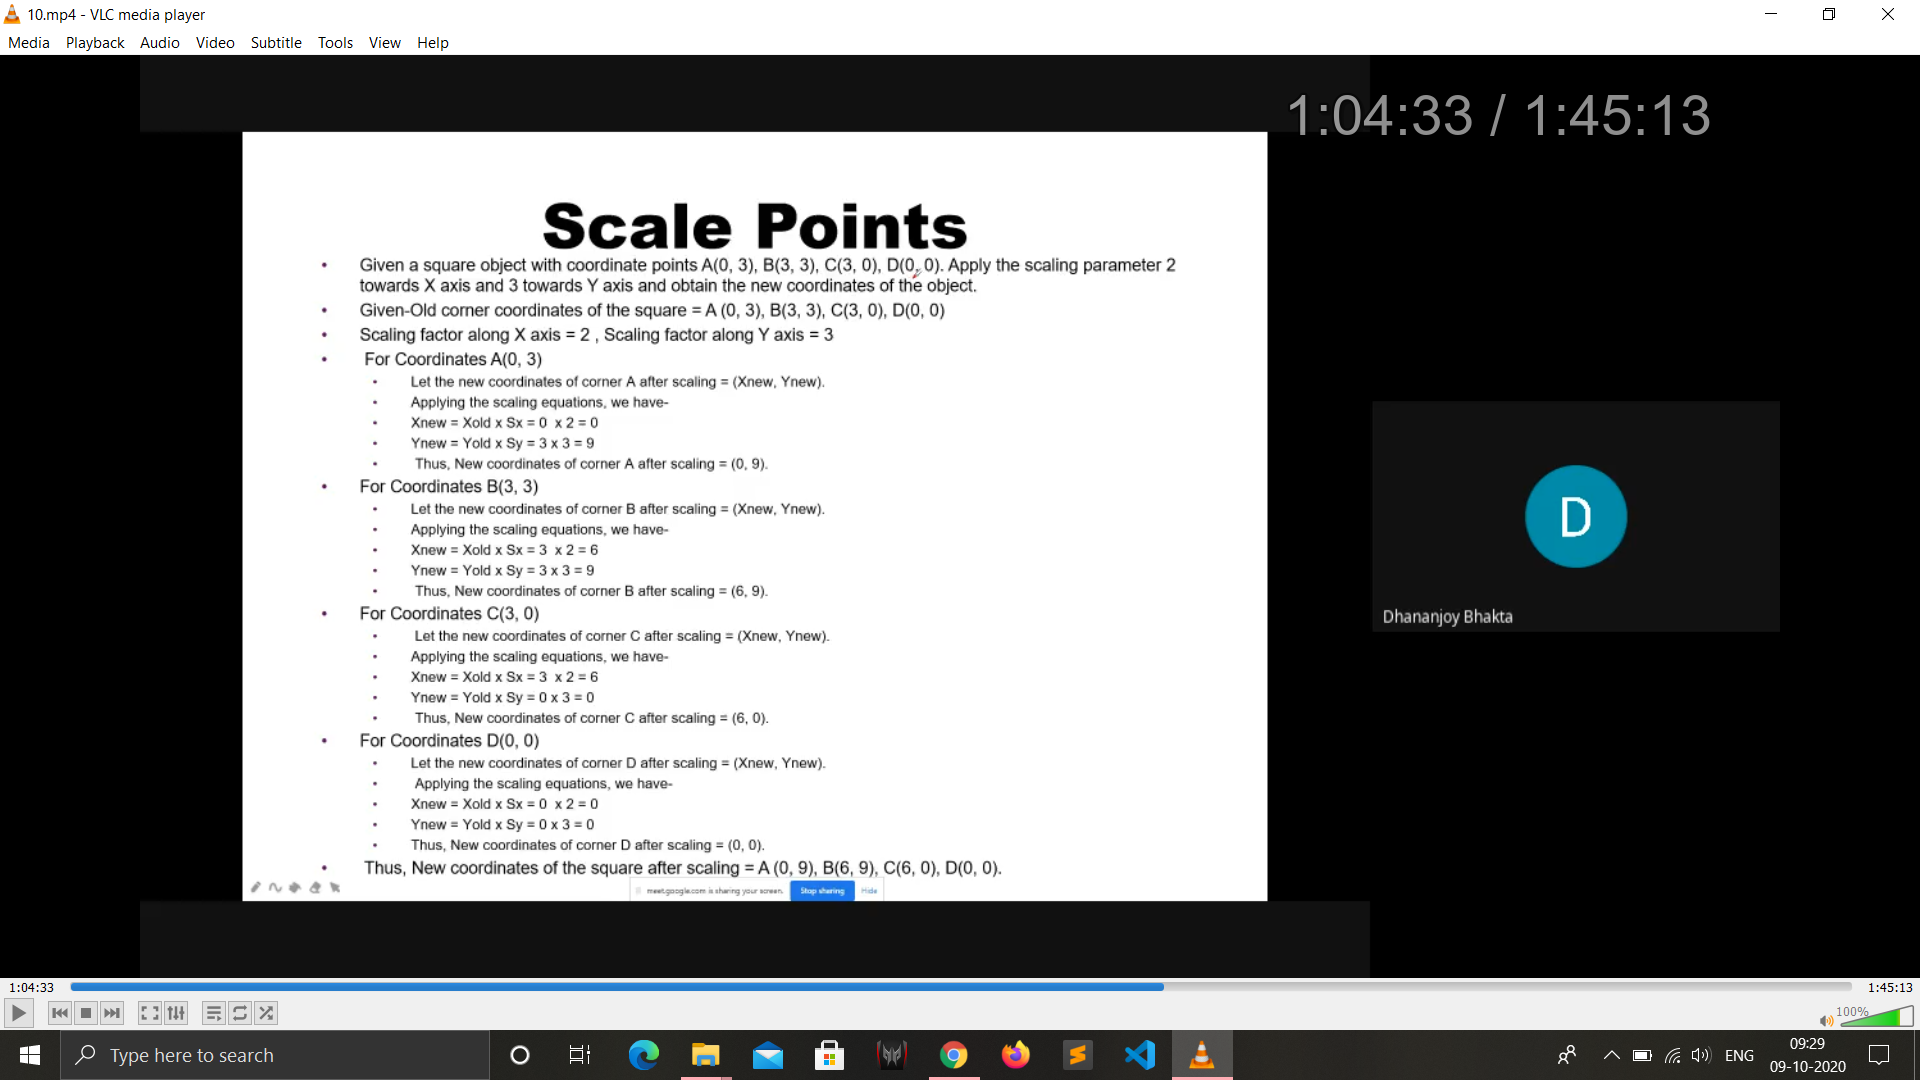 10.mp4 - VLC media player
Media Playback Audio Video Subtitle Tools View Help
1:04:33 / 1:45:13
Scale Points
• Given a square object with coordinate points A(0, 3), B(3, 3), C(3, 0), D(0, 0). Apply the scaling parameter 2
towards X axis and 3 towards Y axis and obtain the new coordinates of the object.
• Given-Old corner coordinates of the square = A (0, 3), B(3, 3), C(3, 0), D(0, 0)
• Scaling factor along X axis = 2 , Scaling factor along Y axis = 3
• For Coordinates A(0, 3)
• Let the new coordinates of corner A after scaling = (Xnew, Ynew).
• Applying the scaling equations, we have-
• Xnew = Xold x Sx = 0 x 2 = 0
• Ynew = Yold x Sy = 3 x 3 = 9
• Thus, New coordinates of corner A after scaling = (0, 9).
• For Coordinates B(3, 3)
• Let the new coordinates of corner B after scaling = (Xnew, Ynew).
• Applying the scaling equations, we have-
• Xnew = Xold x Sx = 3 x 2 = 6
• Ynew = Yold x Sy = 3 x 3 = 9
• Thus, New coordinates of corner B after scaling = (6, 9).
• For Coordinates C(3, 0)
• Let the new coordinates of corner C after scaling = (Xnew, Ynew).
• Applying the scaling equations, we have-
• Xnew = Xold x Sx = 3 x 2 = 6
• Ynew = Yold x Sy = 0 x 3 = 0
• Thus, New coordinates of corner C after scaling = (6, 0).
• For Coordinates D(0, 0)
• Let the new coordinates of corner D after scaling = (Xnew, Ynew).
• Applying the scaling equations, we have-
• Xnew = Xold x Sx = 0 x 2 = 0
• Ynew = Yold x Sy = 0 x 3 = 0
• Thus, New coordinates of corner D after scaling = (0, 0).
• Thus, New coordinates of the square after scaling = A (0, 9), B(6, 9), C(6, 0), D(0, 0).
meet.google.com is sharing your screen. Stop sharing Hide
D
Dhananjoy Bhakta
1:04:33 1:45:13
100%
Type here to search
ENG
09:29
09-10-2020